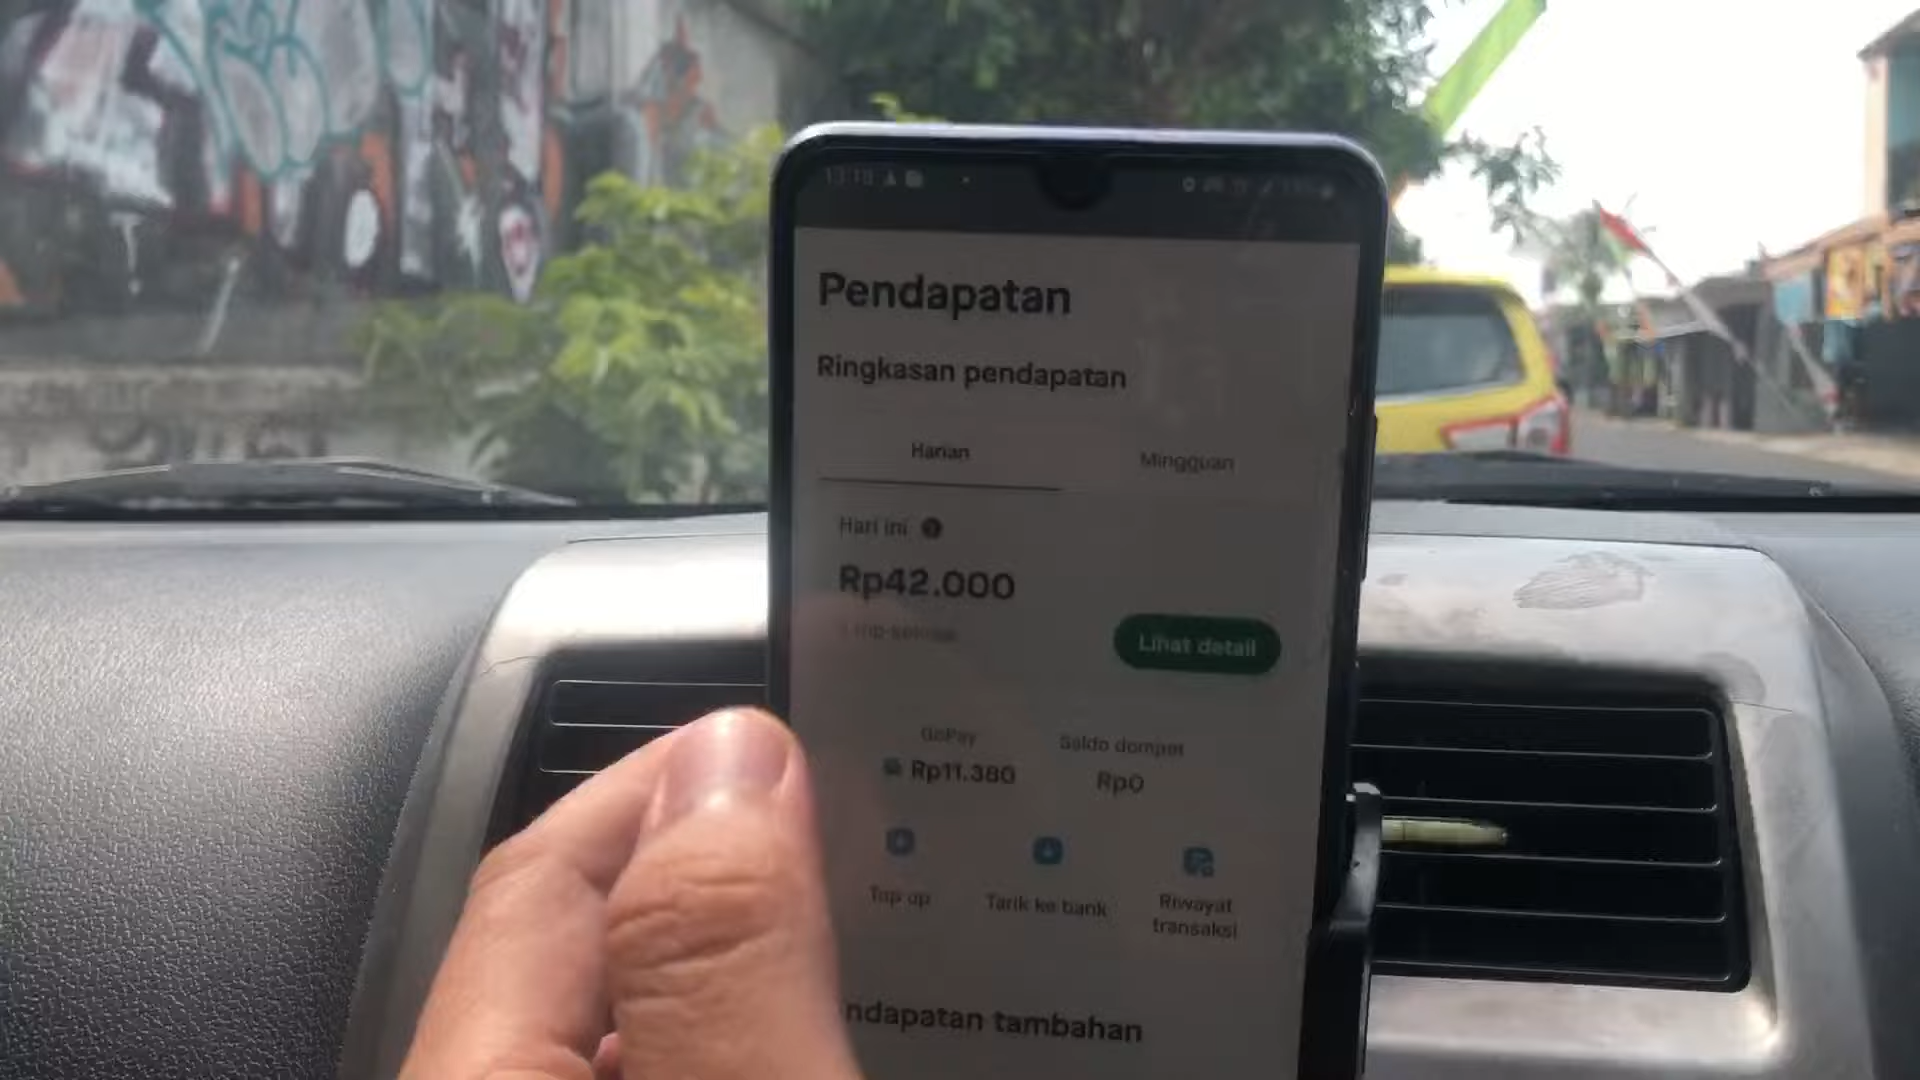 Pendapatan
Ringkasan pendapatan
Harian
Mingguan
Hari ini
Rp42.000
Lihat detail
GoPay
Saldo dompet
Rp11.380
Rp0
Top up
Tarik ke bank
Riwayat
transaksi
ndapatan tambahan